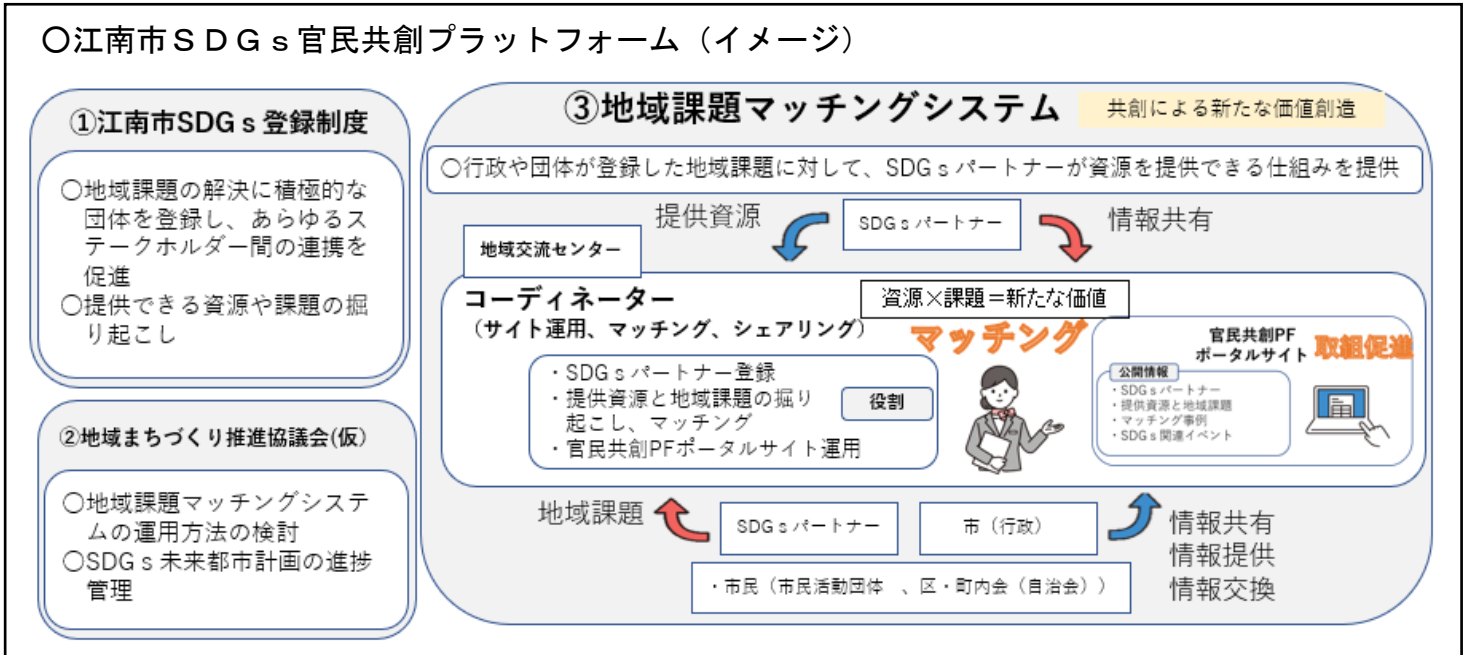 〇江南市ＳＤＧｓ官民共創プラットフォーム（イメージ）
①江南市SDGｓ登録制度
〇地域課題の解決に積極的な
団体を登録し、あらゆるス
テークホルダー間の連携を
促進
〇提供できる資源や課題の掘
り起こし
②地域まちづくり推進協議会(仮)
〇地域課題マッチングシステ
ムの運用方法の検討
〇SDGｓ未来都市計画の進捗
管理
③地域課題マッチングシステム
共創による新たな価値創造
〇行政や団体が登録した地域課題に対して、SDGｓパートナーが資源を提供できる仕組みを提供
提供資源
SDGｓパートナー
情報共有
地域交流センター
コーディネーター
（サイト運用、マッチング、シェアリング）
資源×課題＝新たな価値
マッチング
・SDGｓパートナー登録
・提供資源と地域課題の掘り
起こし、マッチング
・官民共創PFポータルサイト運用
役割
官民共創PF
ポータルサイト
取組促進
公開情報
・SDGｓパートナー
・提供資源と地域課題
・マッチング事例
・SDGｓ関連イベント
地域課題
SDGｓパートナー
市（行政）
・市民（市民活動団体　、区・町内会（自治会））
情報共有
情報提供
情報交換